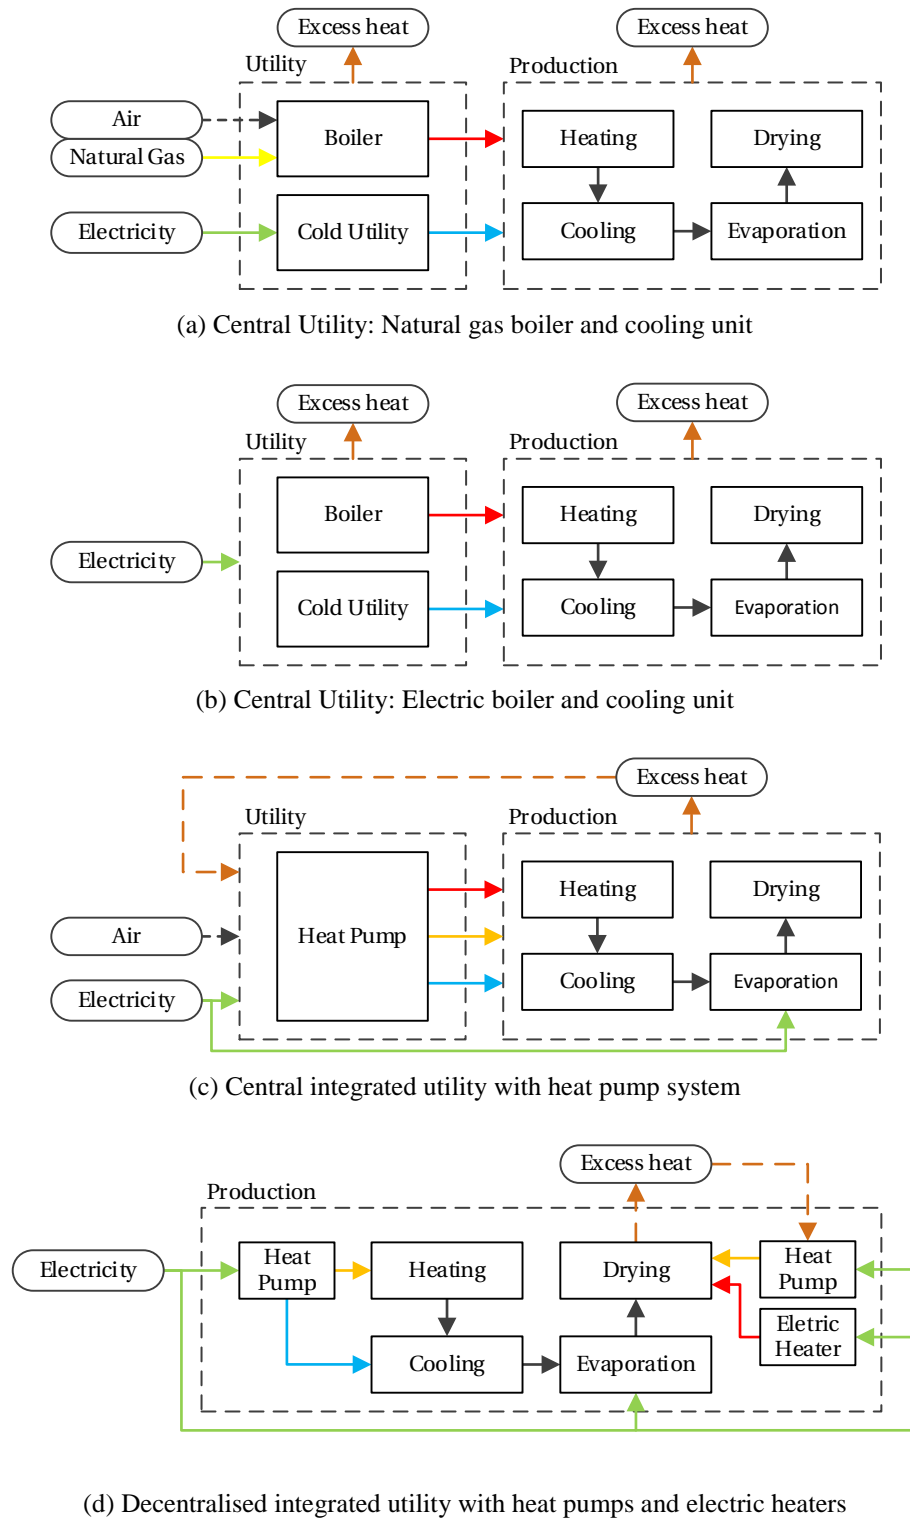 Excess heat
Excess heat
Utility
Production
Air
Natural Gas
Electricity
Boiler
Cold Utility
Heating
Drying
Cooling
Evaporation
(a) Central Utility: Natural gas boiler and cooling unit
Excess heat
Excess heat
Utility
Production
Electricity
Boiler
Cold Utility
Heating
Drying
Cooling
Evaporation
(b) Central Utility: Electric boiler and cooling unit
Excess heat
Utility
Production
Air
Electricity
Heat Pump
Heating
Drying
Cooling
Evaporation
(c) Central integrated utility with heat pump system
Excess heat
Production
Electricity
Heat
Pump
Heating
Drying
Heat
Pump
Cooling
Evaporation
Eletric
Heater
(d) Decentralised integrated utility with heat pumps and electric heaters